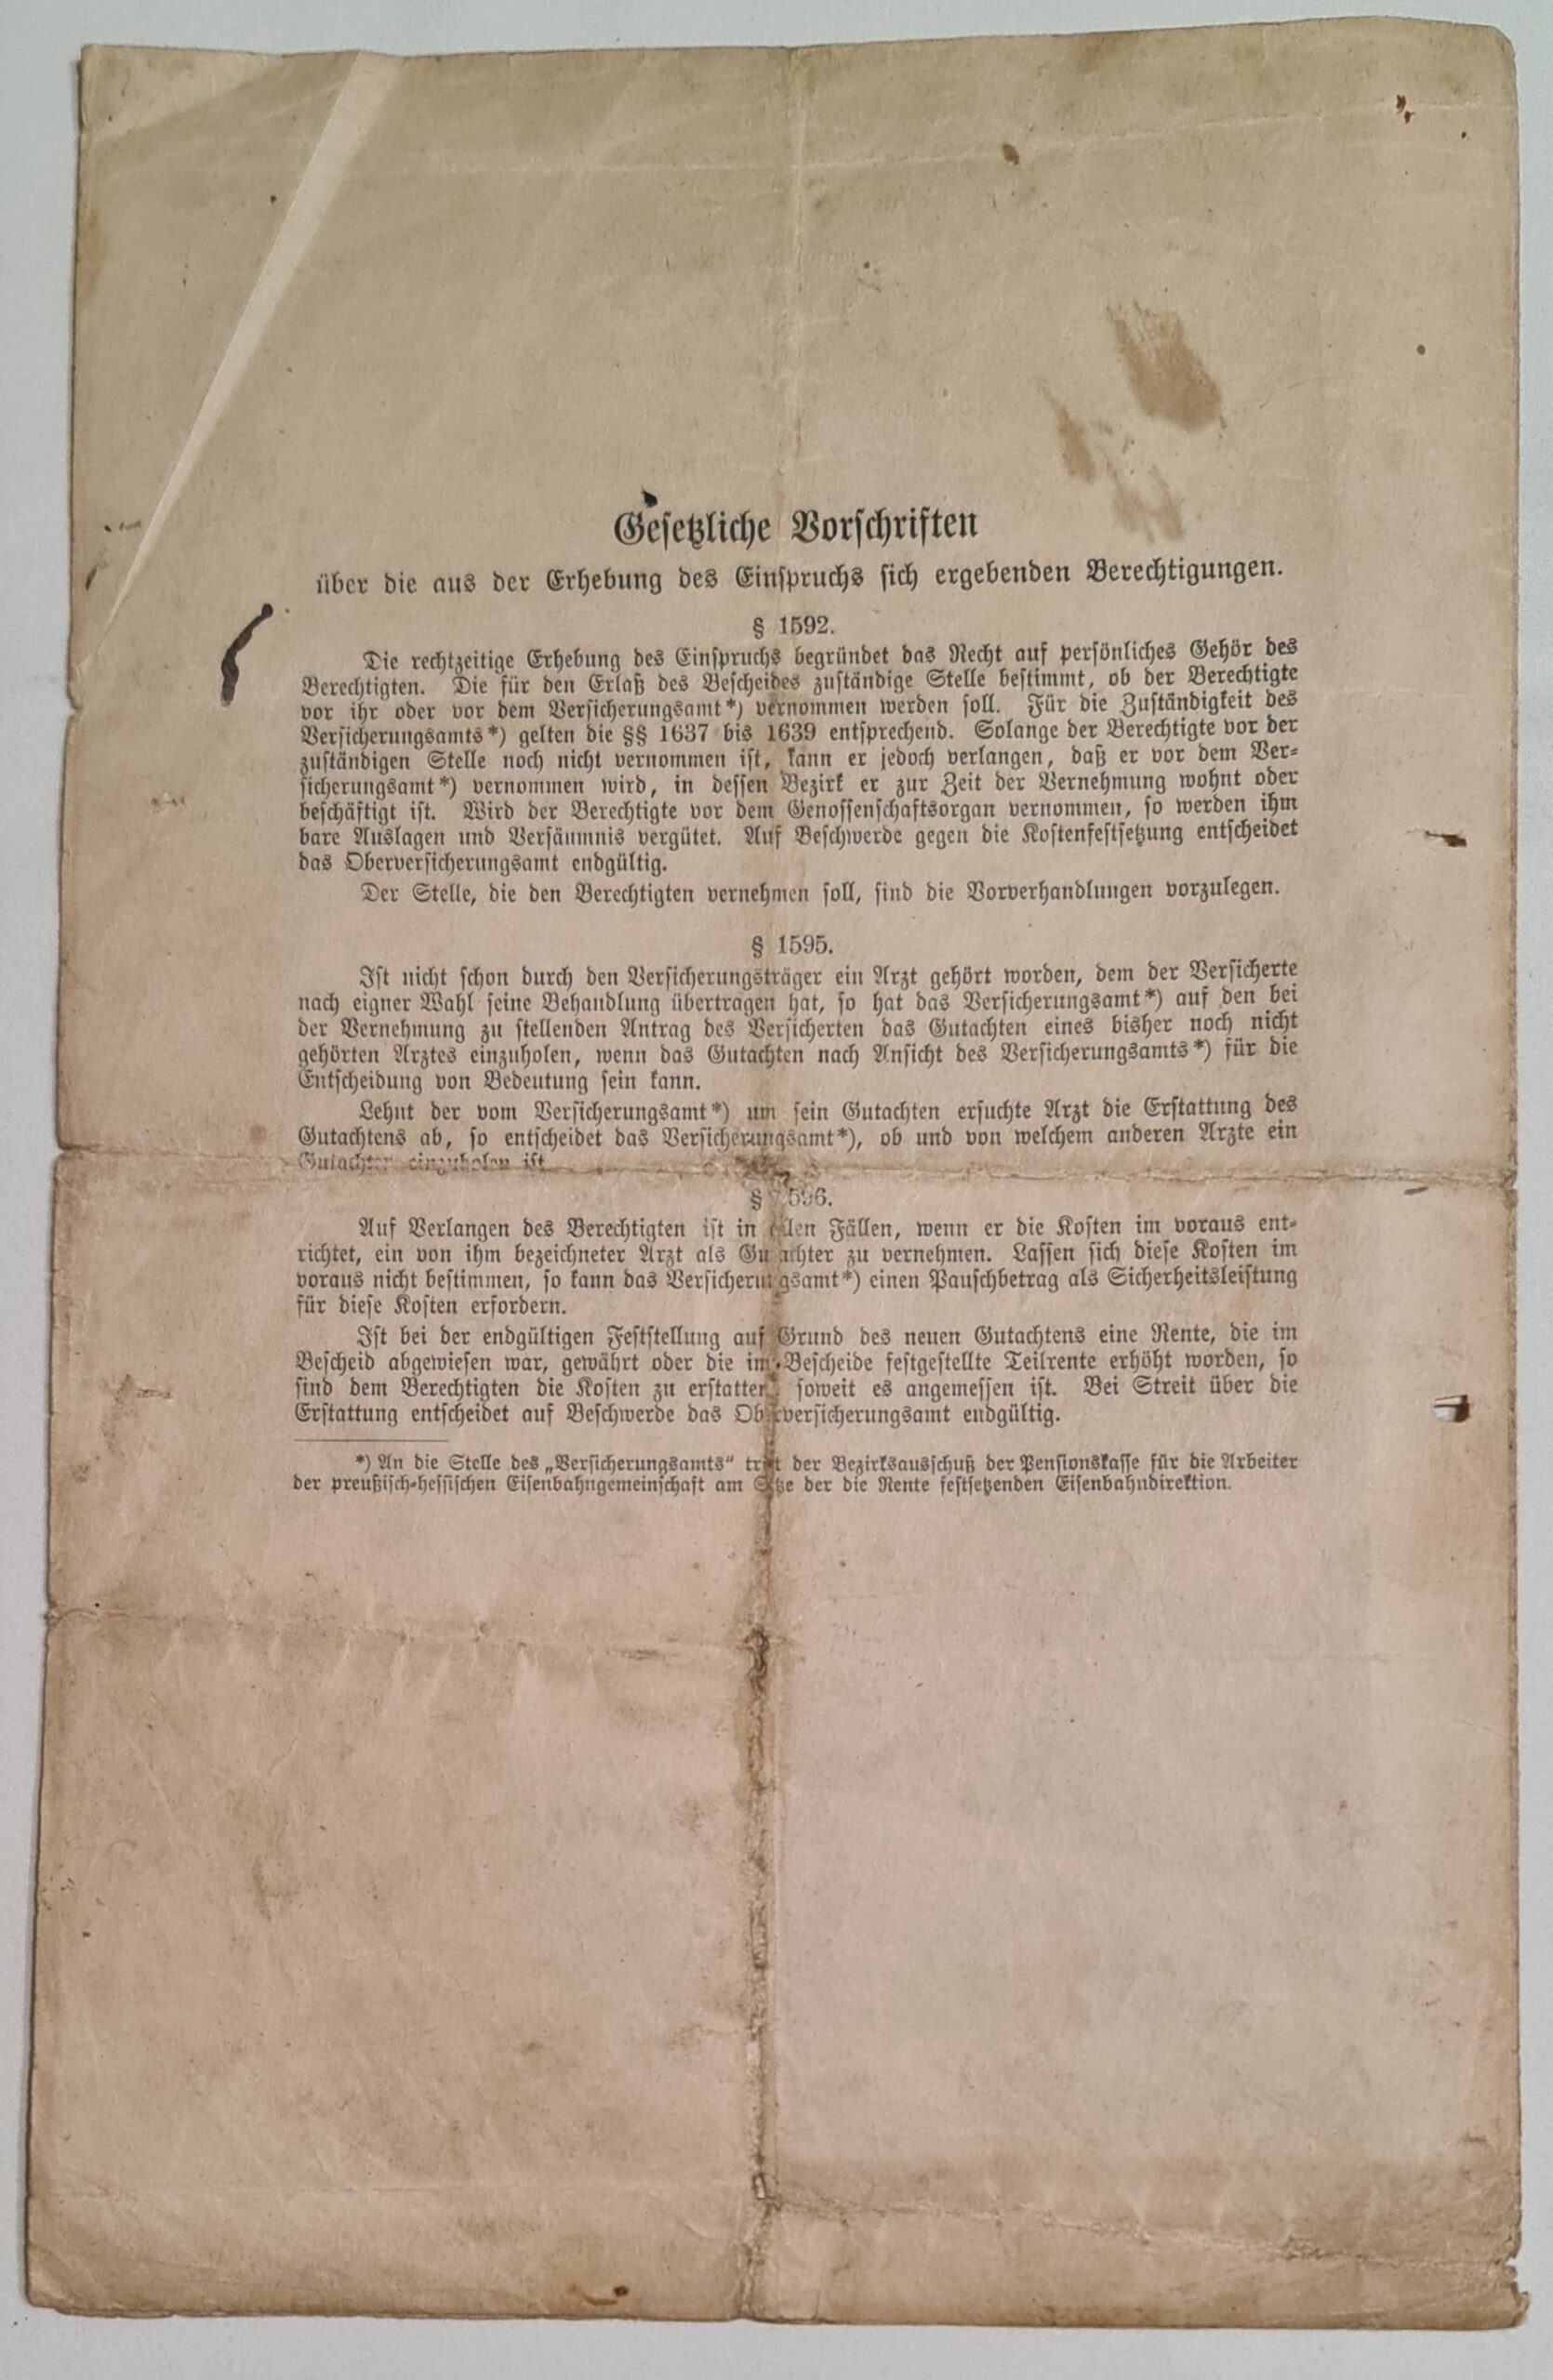 Gesetzliche Vorschriften
über die aus der Erhebung des Einspruchs sich ergebenden Berechtigungen.
§ 1592.
Die rechtzeitige Erhebung des Einspruchs begründet das Recht auf persönliches Gehör des
Berechtigten. Die für den Erlaß des Bescheides zuständige Stelle bestimmt, ob der Berechtigte
vor ihr oder vor dem Versicherungsamt*) vernommen werden soll. Für die Zuständigkeit des
Versicherungsamts*) gelten die §§ 1637 bis 1639 entsprechend. Solange der Berechtigte vor der
zuständigen Stelle noch nicht vernommen ist, kann er jedoch verlangen, daß er vor dem Ver-
sicherungsamt*) vernommen wird, in dessen Bezirk er zur Zeit der Vernehmung wohnt oder
beschäftigt ist. Wird der Berechtigte vor dem Genossenschaftsorgan vernommen, so werden ihm
bare Auslagen und Versäumnis vergütet. Auf Beschwerde gegen die Kostenfestsetzung entscheidet
das Oberversicherungsamt endgültig.
Der Stelle, die den Berechtigten vernehmen soll, sind die Vorverhandlungen vorzulegen.
§ 1595.
Ist nicht schon durch den Versicherungsträger ein Arzt gehört worden, dem der Versicherte
nach eigner Wahl seine Behandlung übertragen hat, so hat das Versicherungsamt*) auf den bei
der Vernehmung zu stellenden Antrag des Versicherten das Gutachten eines bisher noch nicht
gehörten Arztes einzuholen, wenn das Gutachten nach Ansicht des Versicherungsamts*) für die
Entscheidung von Bedeutung sein kann.
Lehnt der vom Versicherungsamt*) um sein Gutachten ersuchte Arzt die Erstattung des
Gutachtens ab, so entscheidet das Versicherungsamt*), ob und von welchem anderen Arzte ein
Gutachten einzuholen ist
§ 1596.
Auf Verlangen des Berechtigten ist in allen Fällen, wenn er die Kosten im voraus ent-
richtet, ein von ihm bezeichneter Arzt als Gutachter zu vernehmen. Lassen sich diese Kosten im
voraus nicht bestimmen, so kann das Versicherungsamt*) einen Pauschbetrag als Sicherheitsleistung
für diese Kosten erfordern.
Ist bei der endgültigen Feststellung auf Grund des neuen Gutachtens eine Rente, die im
Bescheid abgewiesen war, gewährt oder die im Bescheide festgestellte Teilrente erhöht worden, so
sind dem Berechtigten die Kosten zu erstatten, soweit es angemessen ist. Bei Streit über die
Erstattung entscheidet auf Beschwerde das Oberversicherungsamt endgültig.
*) An die Stelle des „Versicherungsamts“ tritt der Bezirksausschuß der Pensionskasse für die Arbeiter
der preußisch-hessischen Eisenbahngemeinschaft am Sitze der die Rente festsetzenden Eisenbahndirektion.